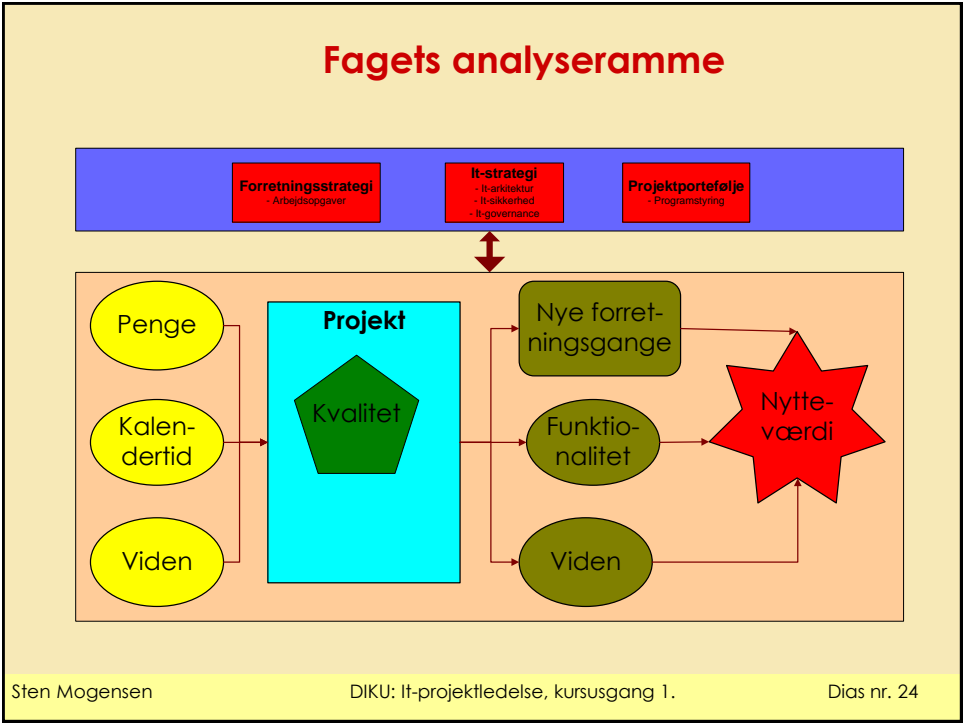 Fagets analyseramme
Forretningsstrategi
- Arbejdsopgaver
It-strategi
- It-arkitektur
- It-sikkerhed
- It-governance
Projektportefølje
- Programstyring
Penge
Kalen-
dertid
Viden
Projekt
Kvalitet
Nye forret-
ningsgange
Funktio-
nalitet
Viden
Nytte-
værdi
Sten Mogensen
DIKU: It-projektledelse, kursusgang 1.
Dias nr. 24